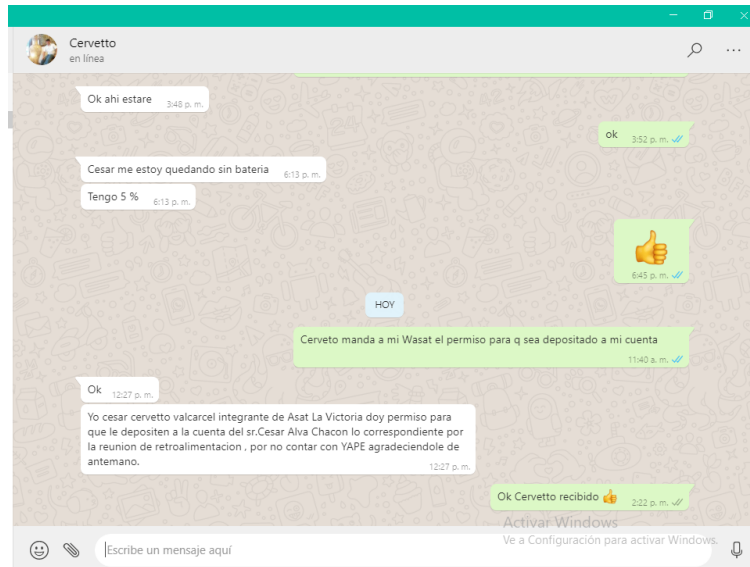 Cervetto
en línea
Ok ahi estare 3:48 p. m.
ok 3:52 p. m.
Cesar me estoy quedando sin bateria 6:13 p. m.
Tengo 5 % 6:13 p. m.
6:45 p. m.
HOY
Cerveto manda a mi Wasat el permiso para q sea depositado a mi cuenta
11:40 a. m.
Ok 12:27 p. m.
Yo cesar cervetto valcarcel integrante de Asat La Victoria doy permiso para
que le depositen a la cuenta del sr.Cesar Alva Chacon lo correspondiente por
la reunion de retroalimentacion , por no contar con YAPE agradeciendole de
antemano. 12:27 p. m.
Ok Cervetto recibido 👍 2:22 p. m.
Activar Windows
Ve a Configuración para activar Windows.
Escribe un mensaje aquí